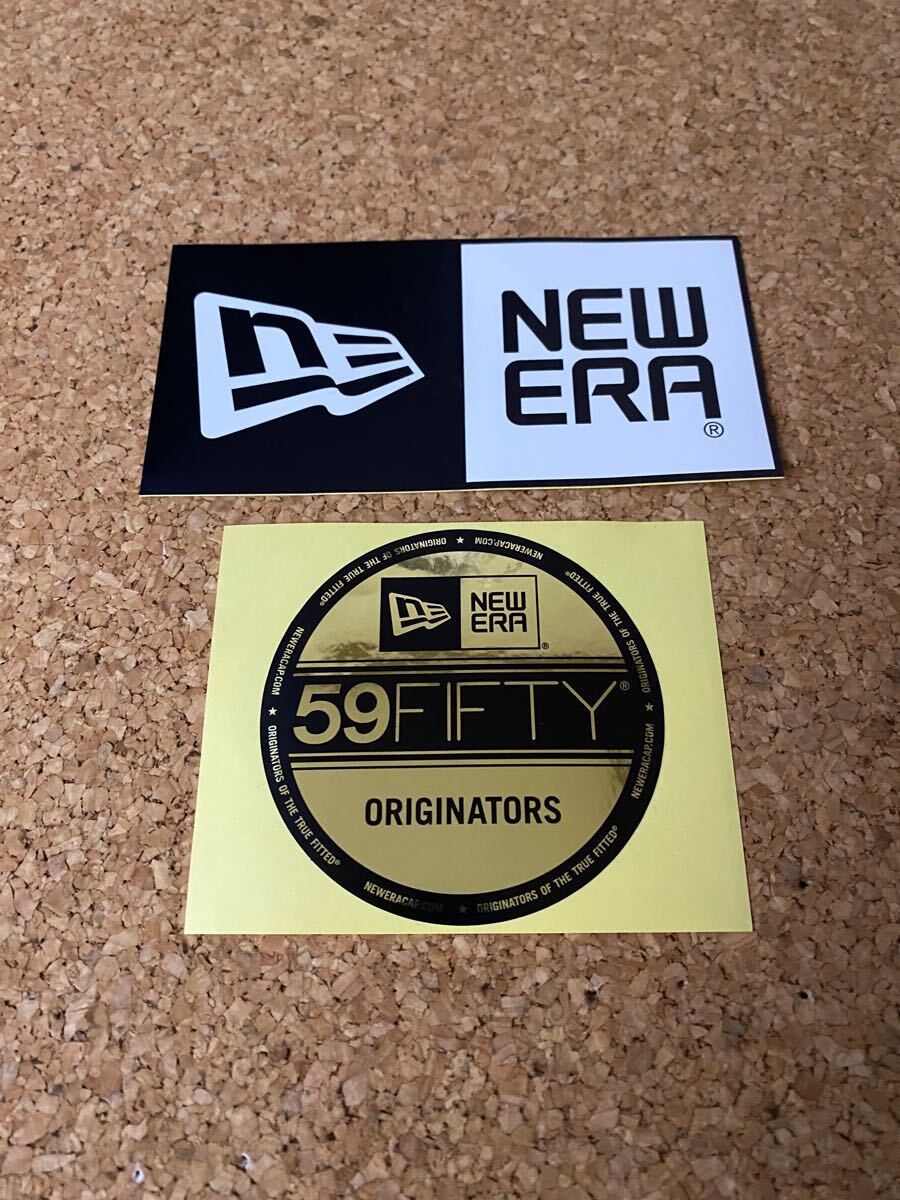 NEW
ERA
®
NEW
ERA
®
59FIFTY®
ORIGINATORS
NEWERACAP.COM ★ ORIGINATORS OF THE TRUE FITTED®
NEWERACAP.COM ★ ORIGINATORS OF THE TRUE FITTED®
NEWERACAP.COM ★ ORIGINATORS OF THE TRUE FITTED®
NEWERACAP.COM ★ ORIGINATORS OF THE TRUE FITTED®